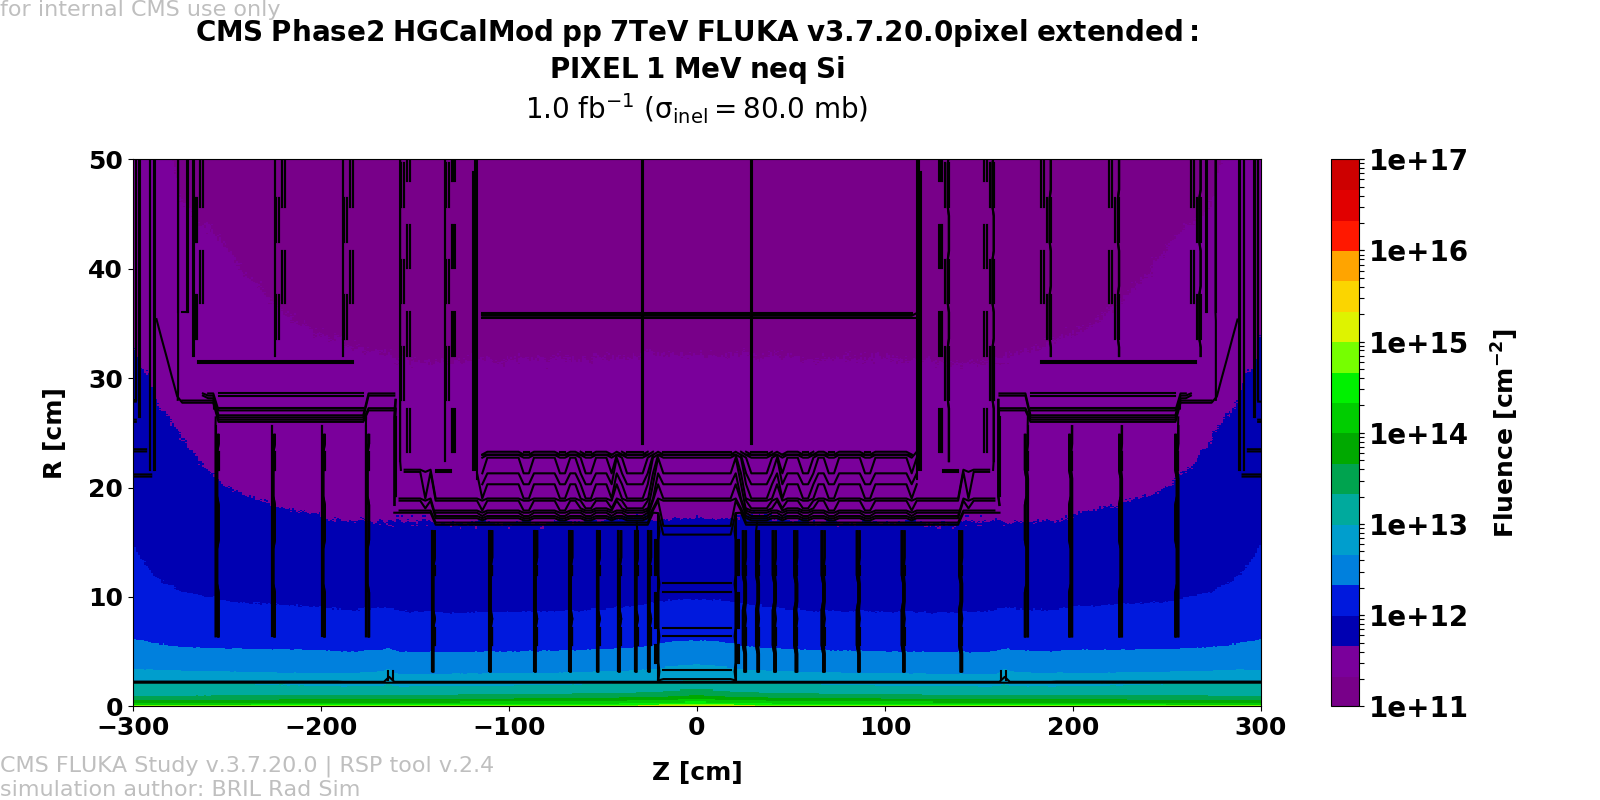 for internal CMS use only
CMS Phase2 HGCalMod pp 7TeV FLUKA v3.7.20.0pixel extended :
PIXEL 1 MeV neq Si
1.0 fb⁻¹ (σ_inel = 80.0 mb)
50
40
30
20
10
0
R [cm]
−300
−200
−100
0
100
200
300
Z [cm]
1e+17
1e+16
1e+15
1e+14
1e+13
1e+12
1e+11
Fluence [cm⁻²]
CMS FLUKA Study v.3.7.20.0 | RSP tool v.2.4
simulation author: BRIL Rad Sim